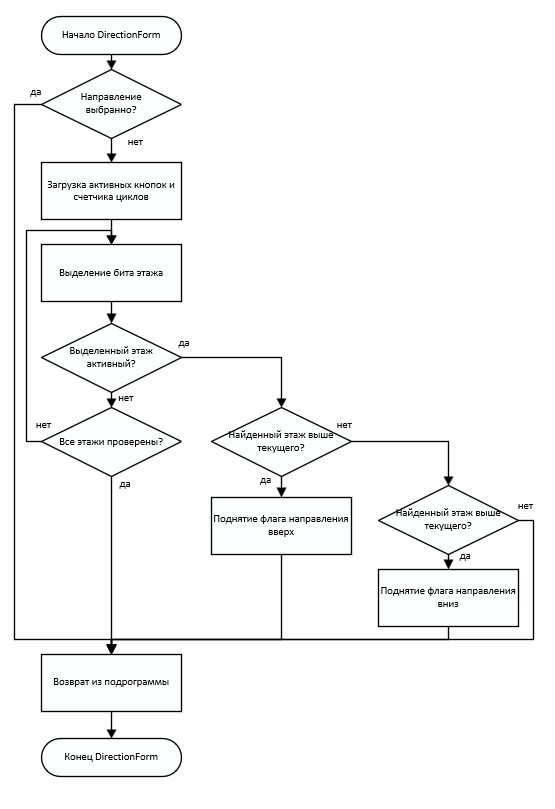 Начало DirectionForm
да
Направление
выбранно?
нет
Загрузка активных кнопок и
счетчика циклов
Выделение бита этажа
Выделенный этаж
активный?
да
нет
нет
Все этажи проверены?
да
Найденный этаж выше
текущего?
нет
да
Поднятие флага направления
вверх
Найденный этаж выше
текущего?
нет
да
Поднятие флага направления
вниз
Возврат из подрограммы
Конец DirectionForm